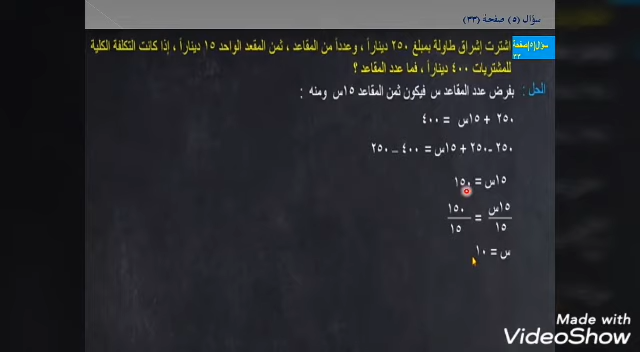 سؤال (٥) صفحة (٣٣)
سؤال(٥)صفحة ٣٣
اشترت إشراق طاولة بمبلغ ٢٥٠ ديناراً ، وعدداً من المقاعد ، ثمن المقعد الواحد ١٥ ديناراً ، إذا كانت التكلفة الكلية
للمشتريات ٤٠٠ ديناراً ، فما عدد المقاعد ؟
الحل : بفرض عدد المقاعد س فيكون ثمن المقاعد ١٥س ومنه :
٢٥٠ + ١٥س = ٤٠٠
٢٥٠ -٢٥٠ + ١٥س = ٤٠٠ – ٢٥٠
١٥س = ١٥٠
١٥س / ١٥ = ١٥٠ / ١٥
س = ١٠
Made with
VideoShow